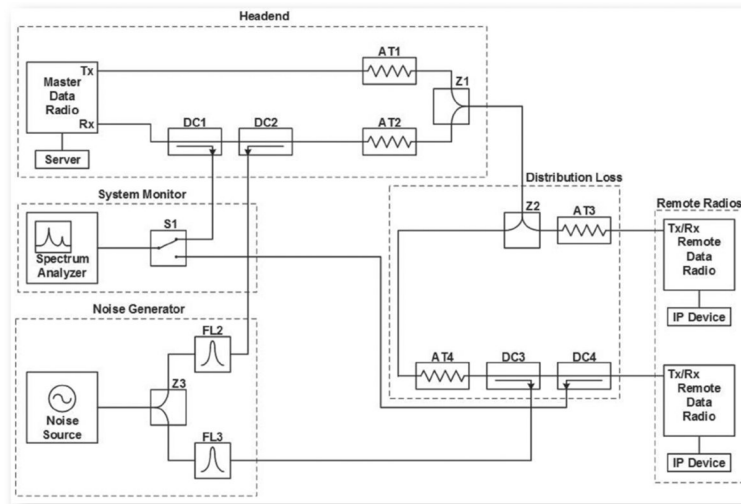 Headend
Master
Data
Radio
Tx
Rx
Server
AT1
Z1
DC1
DC2
AT2
System Monitor
Spectrum
Analyzer
S1
Distribution Loss
Z2
AT3
Remote Radios
Tx/Rx
Remote
Data
Radio
IP Device
Noise Generator
Noise
Source
Z3
FL2
FL3
AT4
DC3
DC4
Tx/Rx
Remote
Data
Radio
IP Device